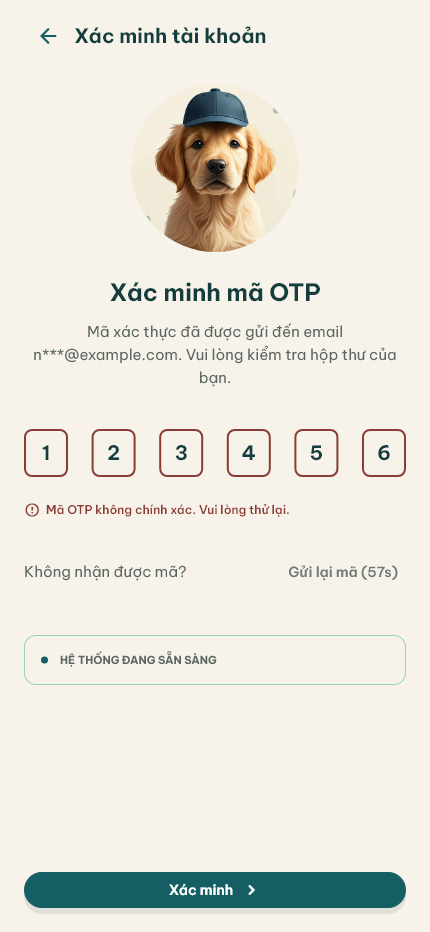 Xác minh tài khoản
Xác minh mã OTP
Mã xác thực đã được gửi đến email
n***@example.com. Vui lòng kiểm tra hộp thư của
bạn.
1 2 3 4 5 6
Mã OTP không chính xác. Vui lòng thử lại.
Không nhận được mã? Gửi lại mã (57s)
HỆ THỐNG ĐANG SẴN SÀNG
Xác minh